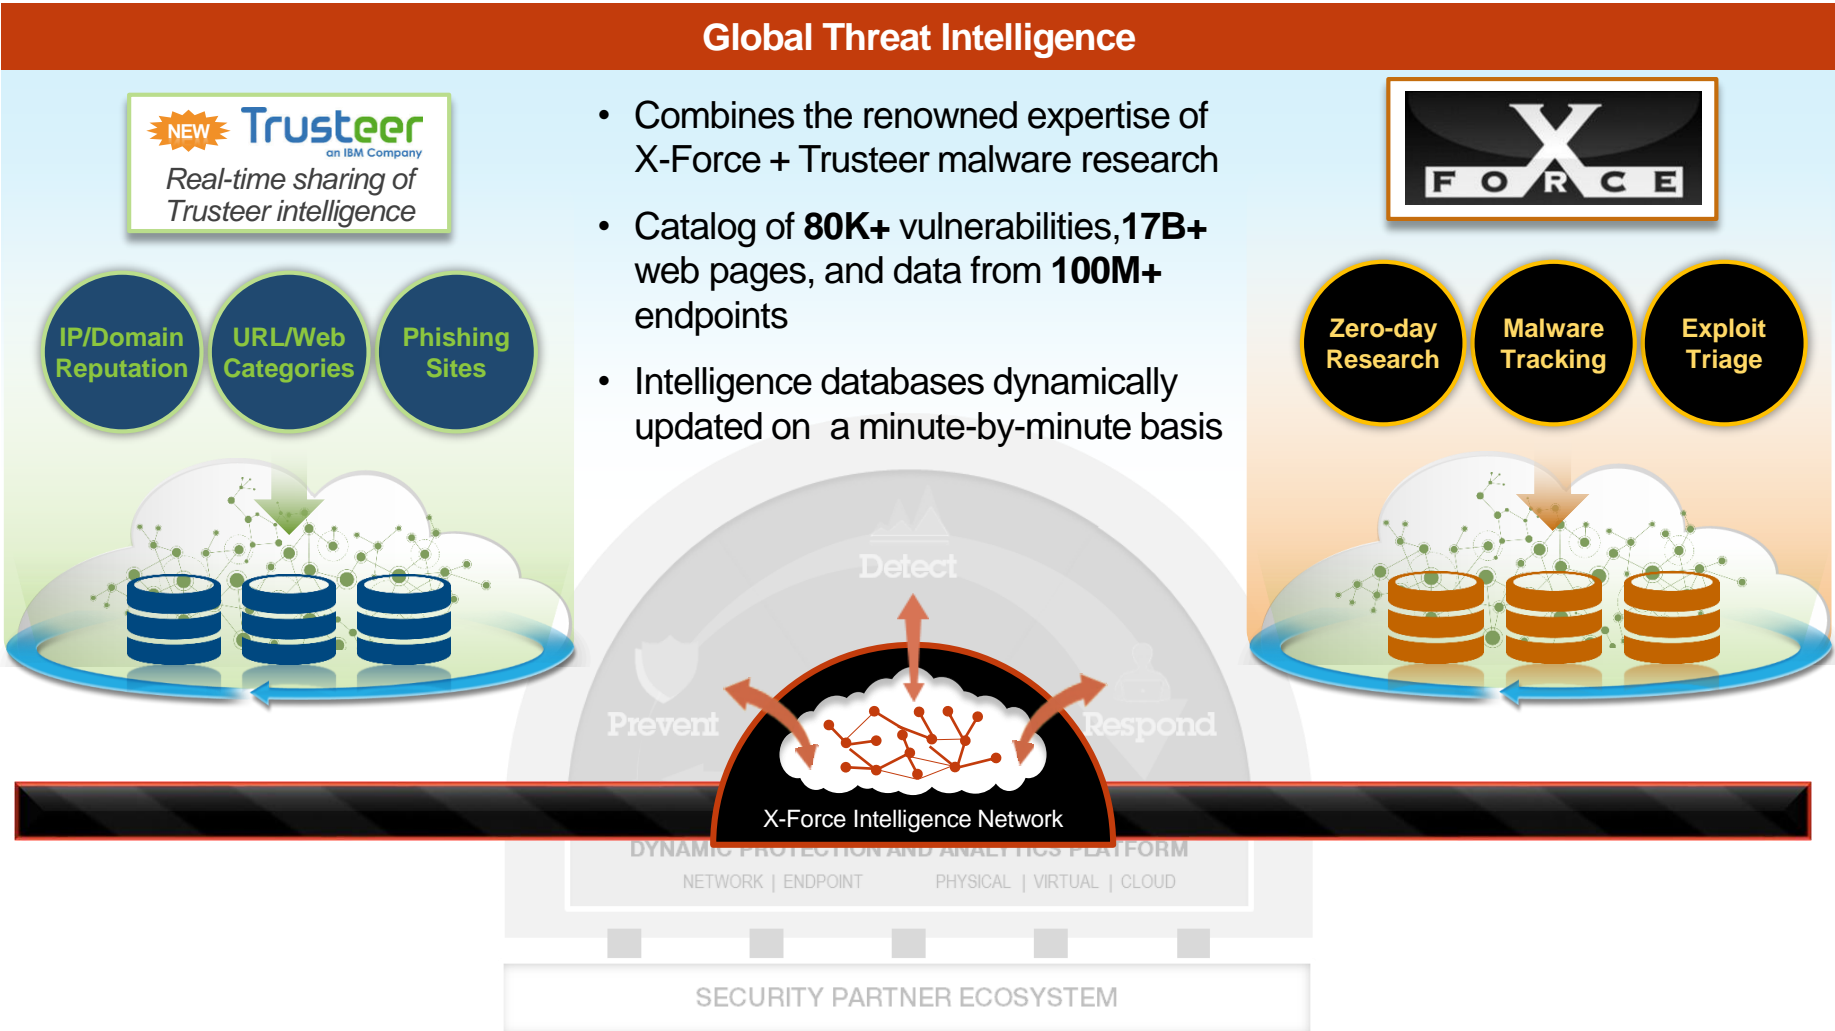 Global Threat Intelligence
NEW
Trusteer
an IBM Company
Real-time sharing of
Trusteer intelligence
IP/Domain
Reputation
URL/Web
Categories
Phishing
Sites
• Combines the renowned expertise of
X-Force + Trusteer malware research
• Catalog of 80K+ vulnerabilities,17B+
web pages, and data from 100M+
endpoints
• Intelligence databases dynamically
updated on  a minute-by-minute basis
X
FORCE
Zero-day
Research
Malware
Tracking
Exploit
Triage
Detect
Prevent
Respond
X-Force Intelligence Network
DYNAMIC PROTECTION AND ANALYTICS PLATFORM
NETWORK | ENDPOINT
PHYSICAL | VIRTUAL | CLOUD
SECURITY PARTNER ECOSYSTEM